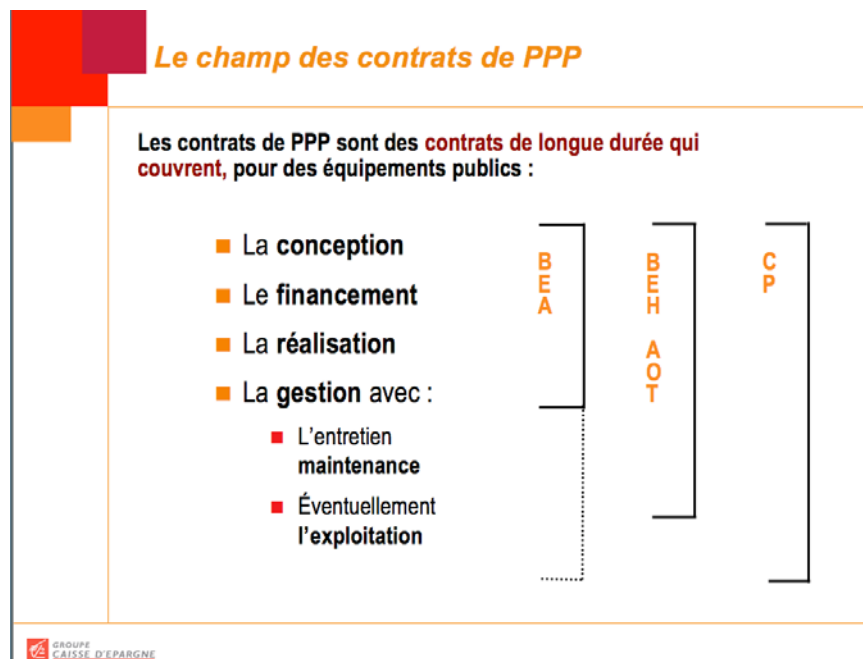 Le champ des contrats de PPP
Les contrats de PPP sont des contrats de longue durée qui
couvrent, pour des équipements publics :
La conception
Le financement
La réalisation
La gestion avec :
L'entretien
maintenance
Éventuellement
l'exploitation
BEA
BEH AOT
CP
GROUPE
CAISSE D'EPARGNE